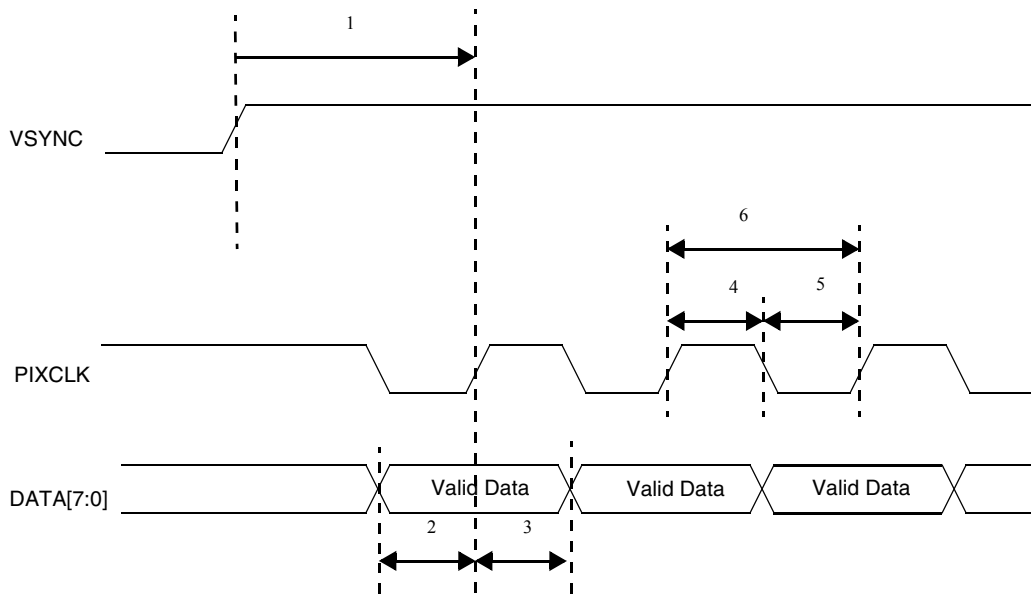 1
VSYNC
6
4 5
PIXCLK
DATA[7:0] Valid Data Valid Data Valid Data
2 3